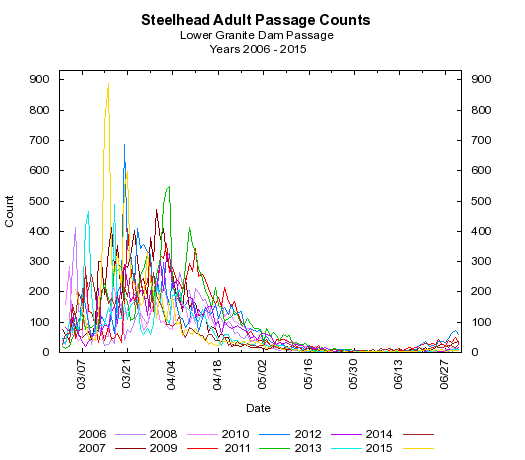 Steelhead Adult Passage Counts
Lower Granite Dam Passage
Years 2006 - 2015
900 900
800 800
700 700
600 600
500 500
400 400
300 300
200 200
100 100
0 0
Count
03/07 03/21 04/04 04/18 05/02 05/16 05/30 06/13 06/27
Date
2006 2008 2010 2012 2014
2007 2009 2011 2013 2015